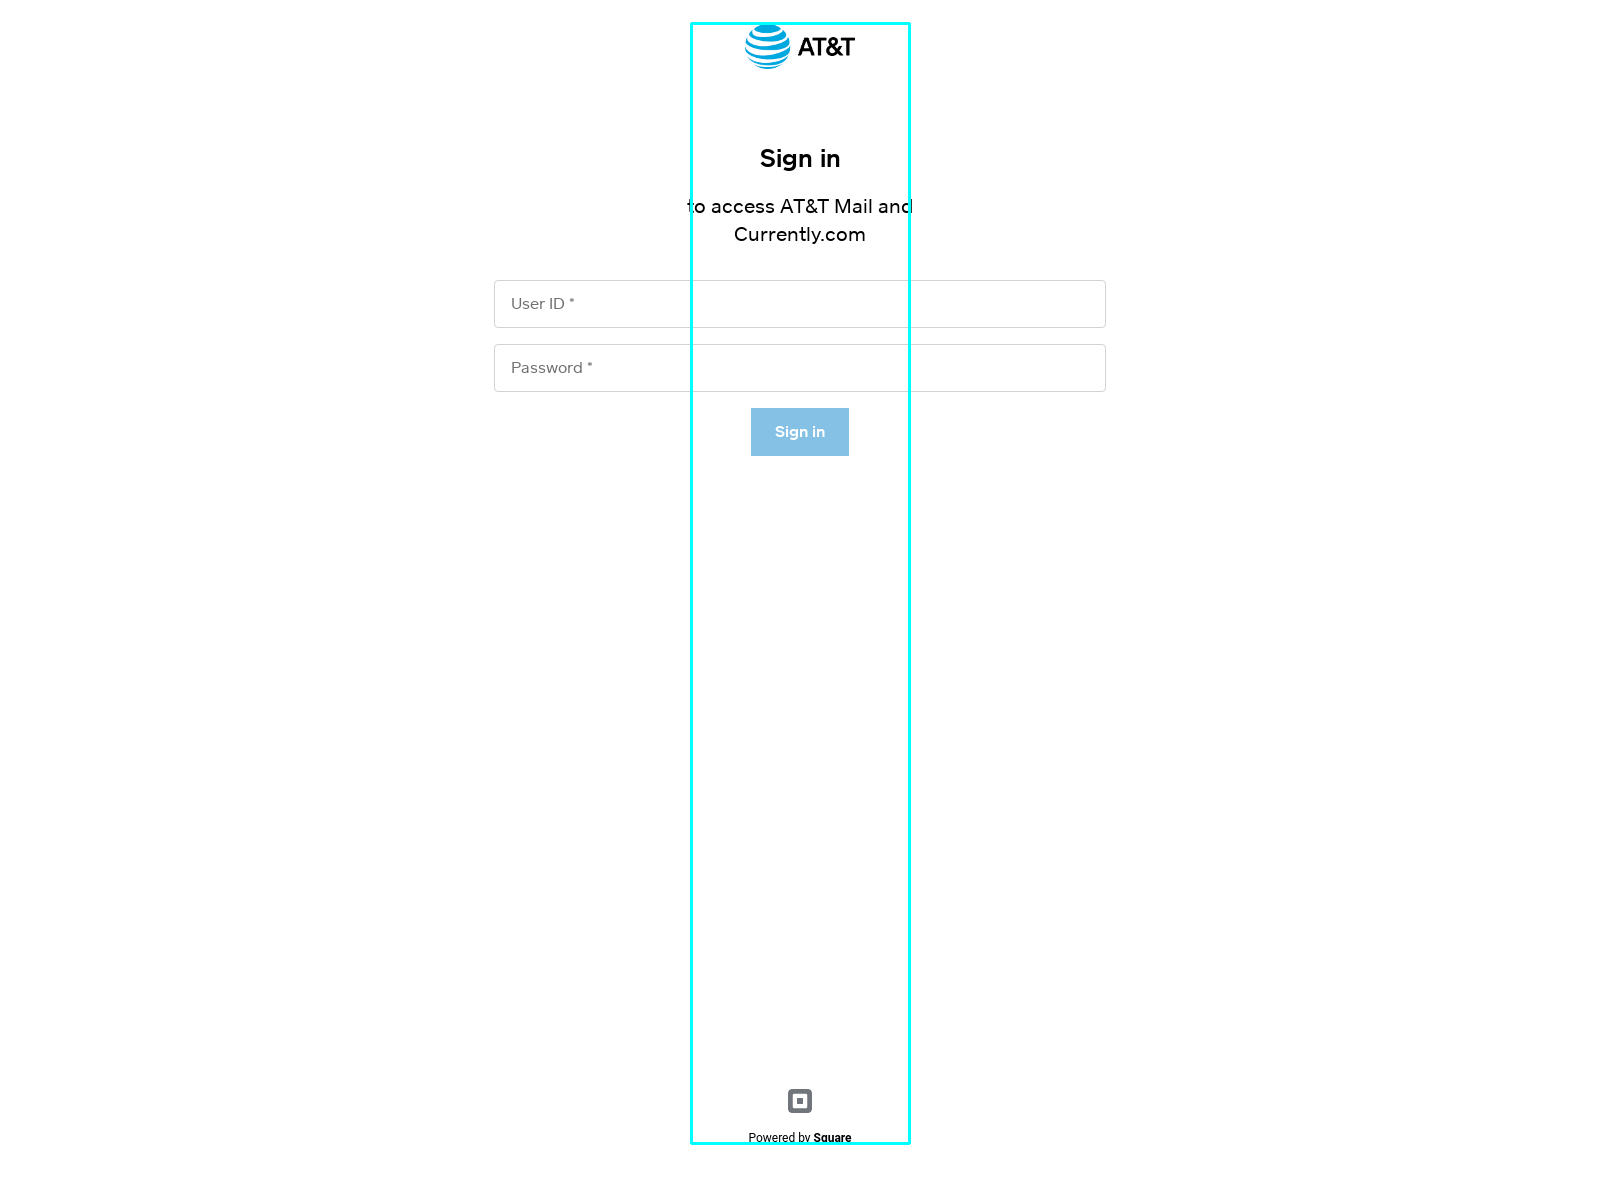 AT&T
Sign in
to access AT&T Mail and
Currently.com
User ID *
Password *
Sign in
Powered by Square